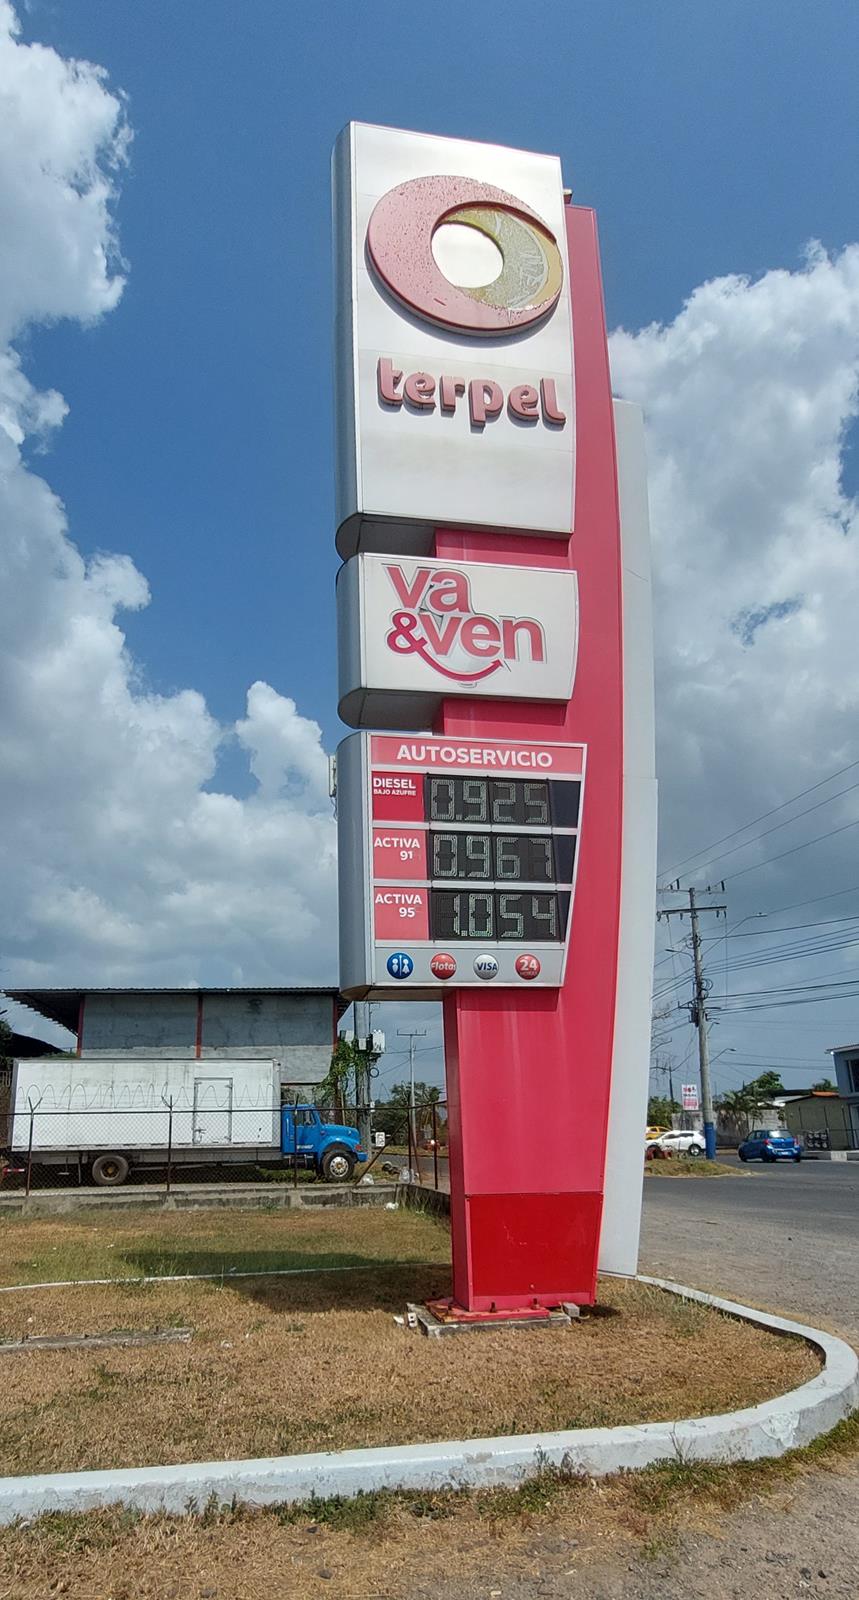 terpel
va
&ven
AUTOSERVICIO
DIESEL
BAJO AZUFRE
0.925
ACTIVA
91
0.967
ACTIVA
95
1.054
Flotas
VISA
24
HORAS